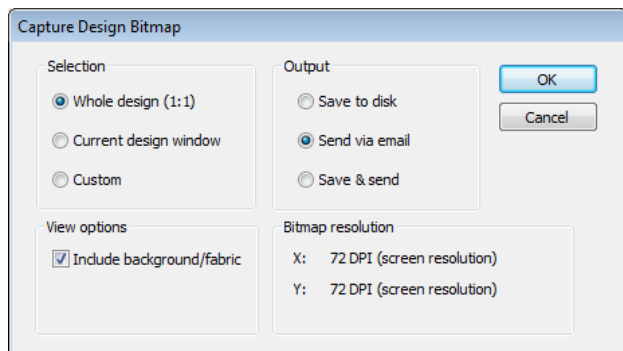 Capture Design Bitmap
Selection
Whole design (1:1)
Current design window
Custom
Output
Save to disk
Send via email
Save & send
OK
Cancel
View options
Include background/fabric
Bitmap resolution
X: 72 DPI (screen resolution)
Y: 72 DPI (screen resolution)